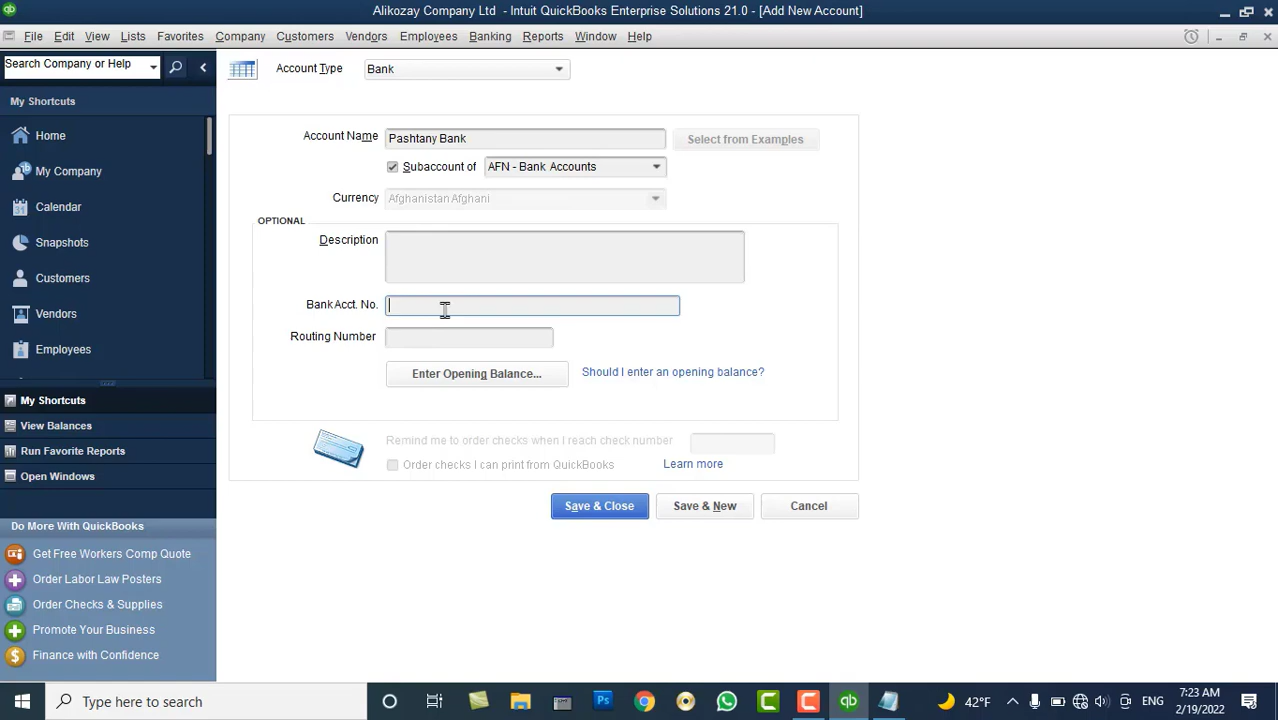 Alikozay Company Ltd - Intuit QuickBooks Enterprise Solutions 21.0 - [Add New Account]
File Edit View Lists Favorites Company Customers Vendors Employees Banking Reports Window Help
Search Company or Help
Account Type Bank
My Shortcuts
Home
My Company
Calendar
Snapshots
Customers
Vendors
Employees
Account Name Pashtany Bank Select from Examples
Subaccount of AFN - Bank Accounts
Currency Afghanistan Afghani
OPTIONAL
Description
Bank Acct. No.
Routing Number
Enter Opening Balance... Should I enter an opening balance?
Remind me to order checks when I reach check number
Order checks I can print from QuickBooks Learn more
Save & Close Save & New Cancel
My Shortcuts
View Balances
Run Favorite Reports
Open Windows
Do More With QuickBooks
Get Free Workers Comp Quote
Order Labor Law Posters
Order Checks & Supplies
Promote Your Business
Finance with Confidence
Type here to search
Ps
qb
42°F
ENG
7:23 AM
2/19/2022